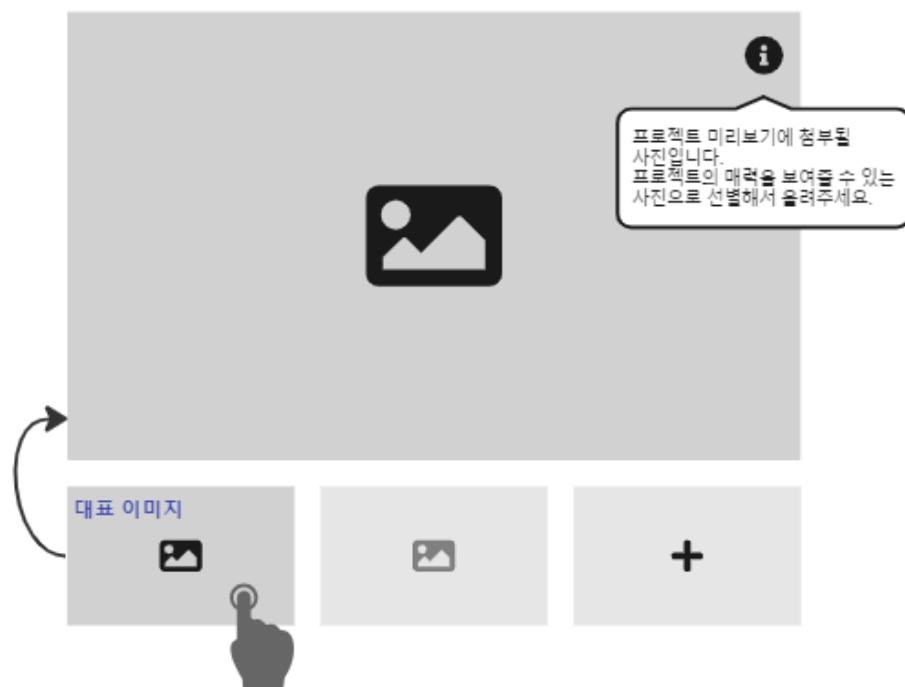 프로젝트 미리보기에 첨부될
사진입니다.
프로젝트의 매력을 보여줄 수 있는
사진으로 선별해서 올려주세요.
대표 이미지